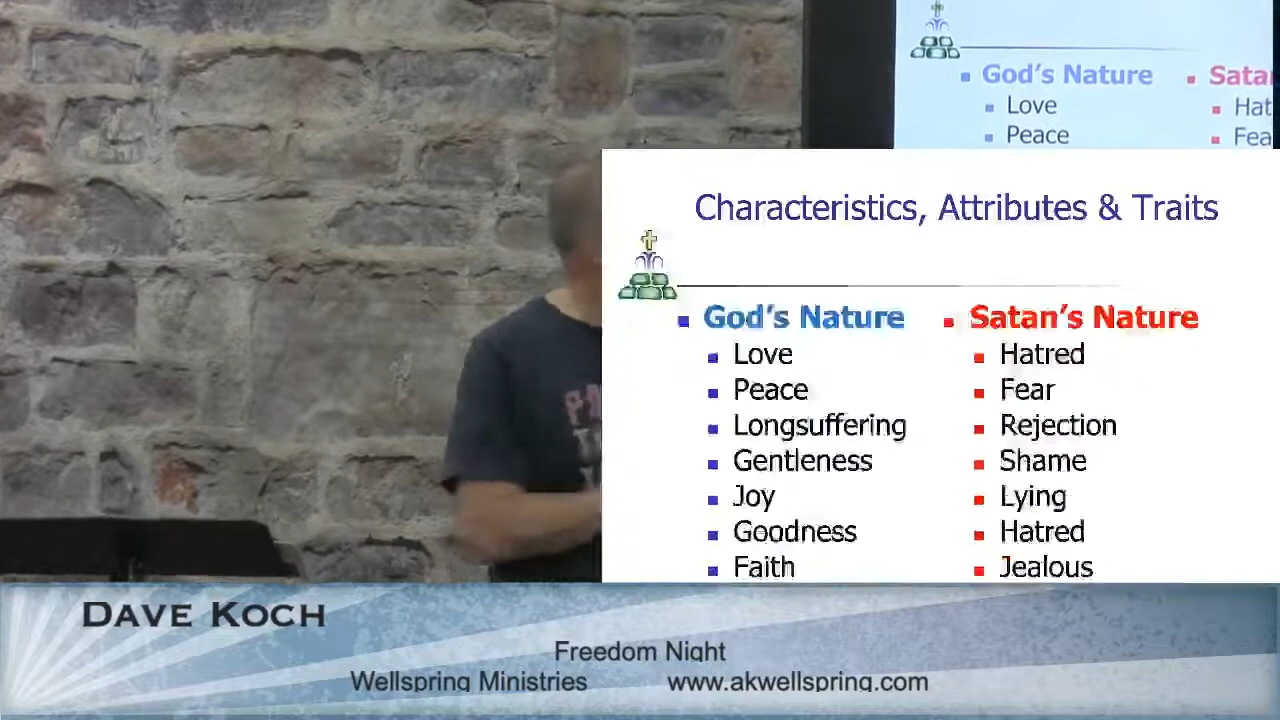 God's Nature
Love
Peace
Characteristics, Attributes & Traits
God's Nature
Love
Peace
Longsuffering
Gentleness
Joy
Goodness
Faith
Satan's Nature
Hatred
Fear
Rejection
Shame
Lying
Hatred
Jealous
DAVE KOCH
Freedom Night
Wellspring Ministries www.akwellspring.com